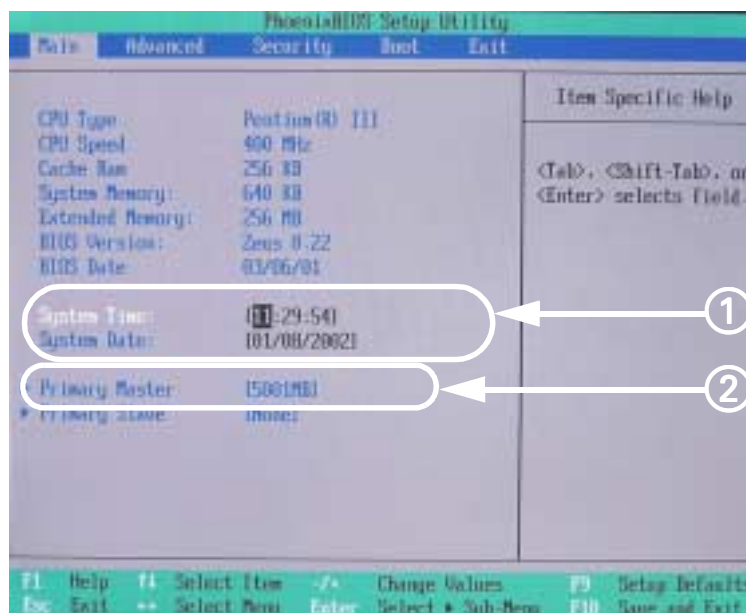 PhoenixBIOS Setup Utility
Main Advanced Security Boot Exit
Item Specific Help
CPU Type Pentium(R) III
CPU Speed 400 MHz
Cache Ram 256 KB
System Memory: 640 KB
Extended Memory: 256 MB
BIOS Version: Zeus 0.22
BIOS Date 03/06/01
<Tab>, <Shift-Tab>, or
<Enter> selects field.
System Time: [11:29:54]
System Date: [01/08/2002]
1
Primary Master [5001MB]
2
Primary Slave [None]
F1 Help ↑↓ Select Item -/+ Change Values F9 Setup Defaults
Esc Exit ↔ Select Menu Enter Select ▶ Sub-Menu F10 Save and Exit